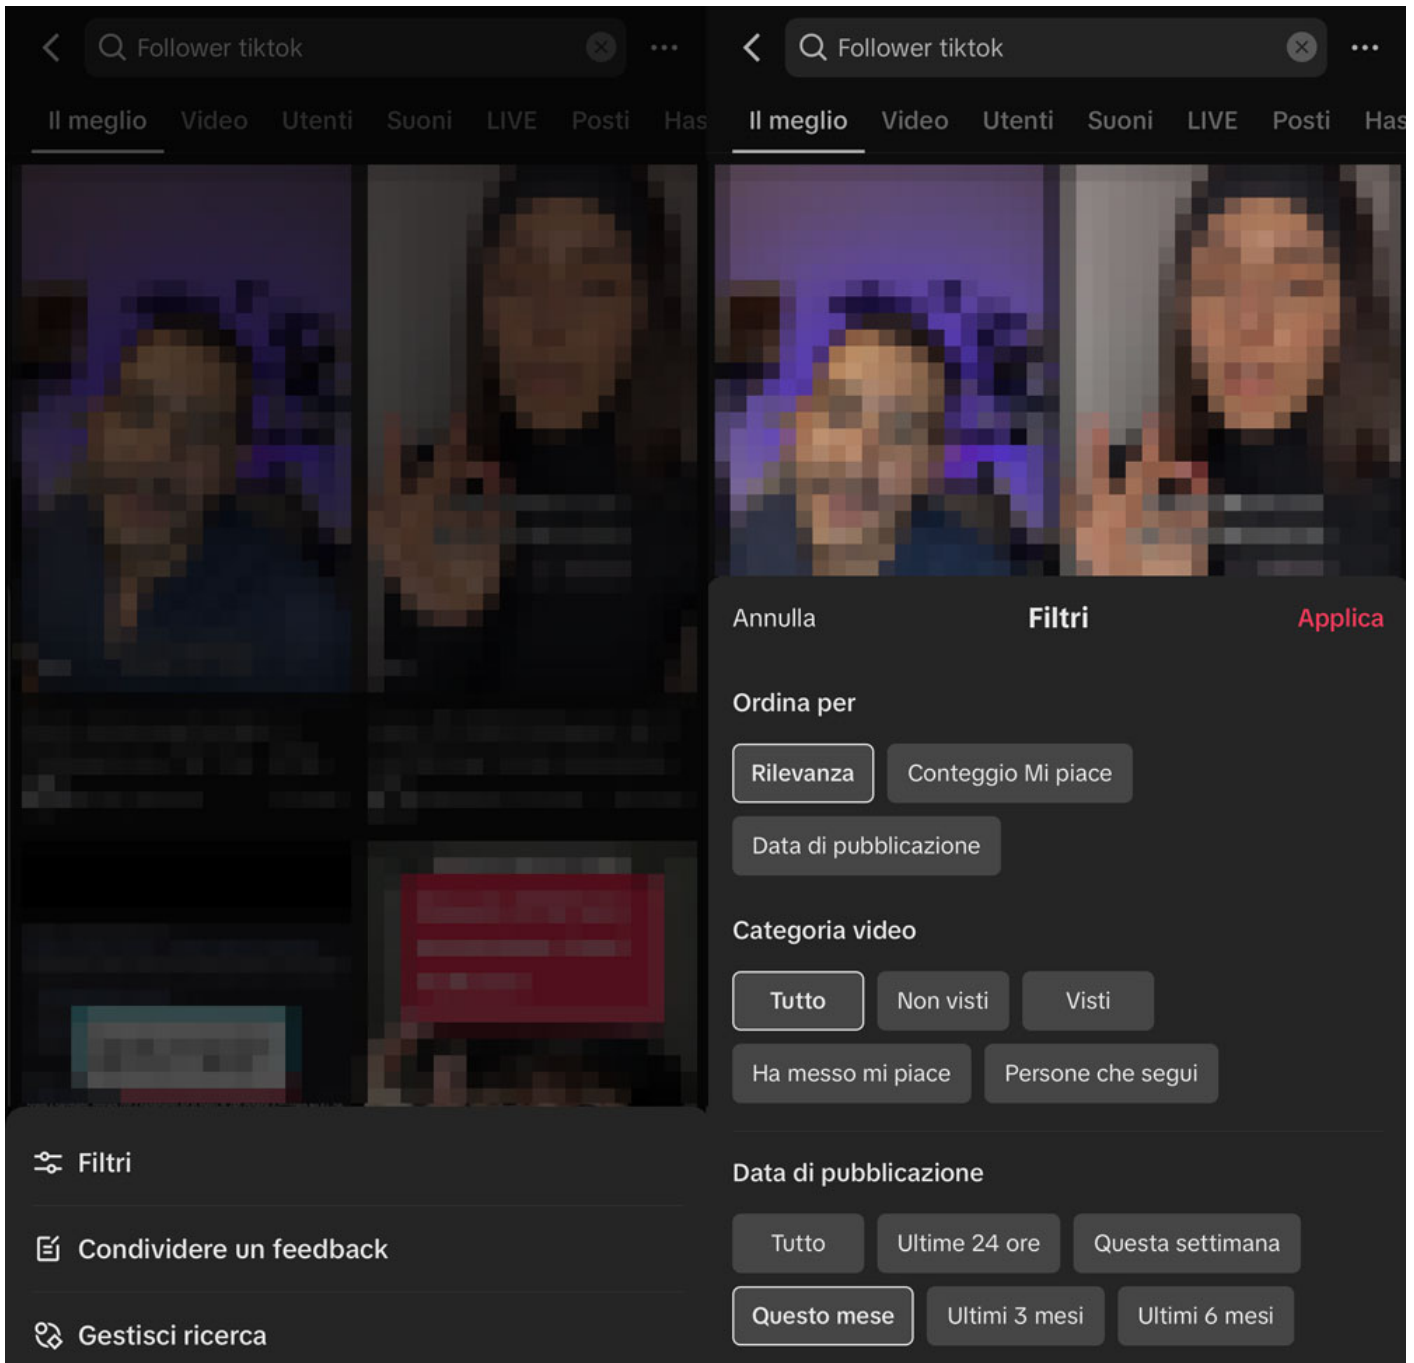 Follower tiktok
Il meglio Video Utenti Suoni LIVE Posti Has
Filtri
Condividere un feedback
Gestisci ricerca
Follower tiktok
Il meglio Video Utenti Suoni LIVE Posti Has
Annulla Filtri Applica
Ordina per
Rilevanza Conteggio Mi piace
Data di pubblicazione
Categoria video
Tutto Non visti Visti
Ha messo mi piace Persone che segui
Data di pubblicazione
Tutto Ultime 24 ore Questa settimana
Questo mese Ultimi 3 mesi Ultimi 6 mesi